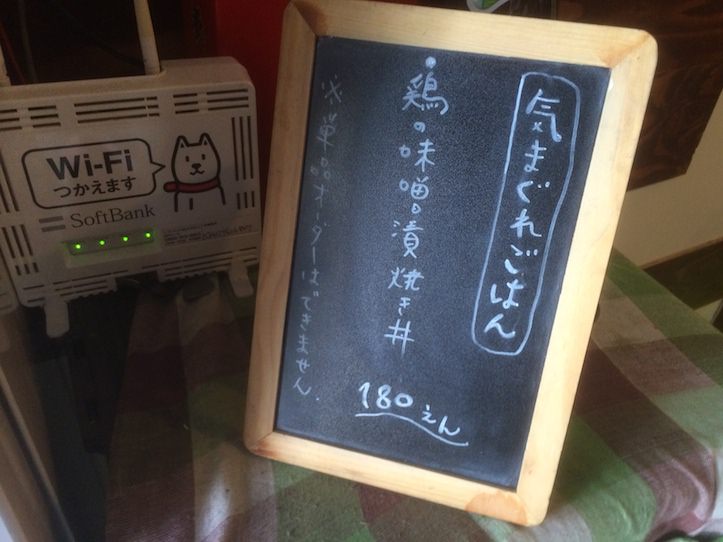 気まぐれごはん
・鶏の味噌漬焼き丼
180えん
※単品オーダーはできません。
Wi-Fi
つかえます
SoftBank